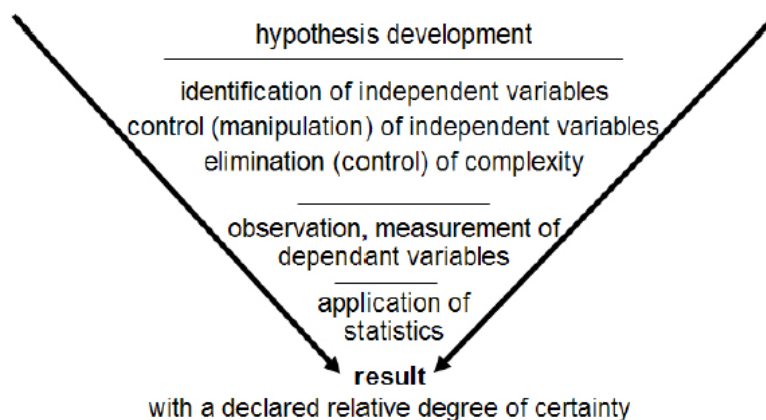 hypothesis development
identification of independent variables
control (manipulation) of independent variables
elimination (control) of complexity
observation, measurement of
dependant variables
application of
statistics
result
with a declared relative degree of certainty